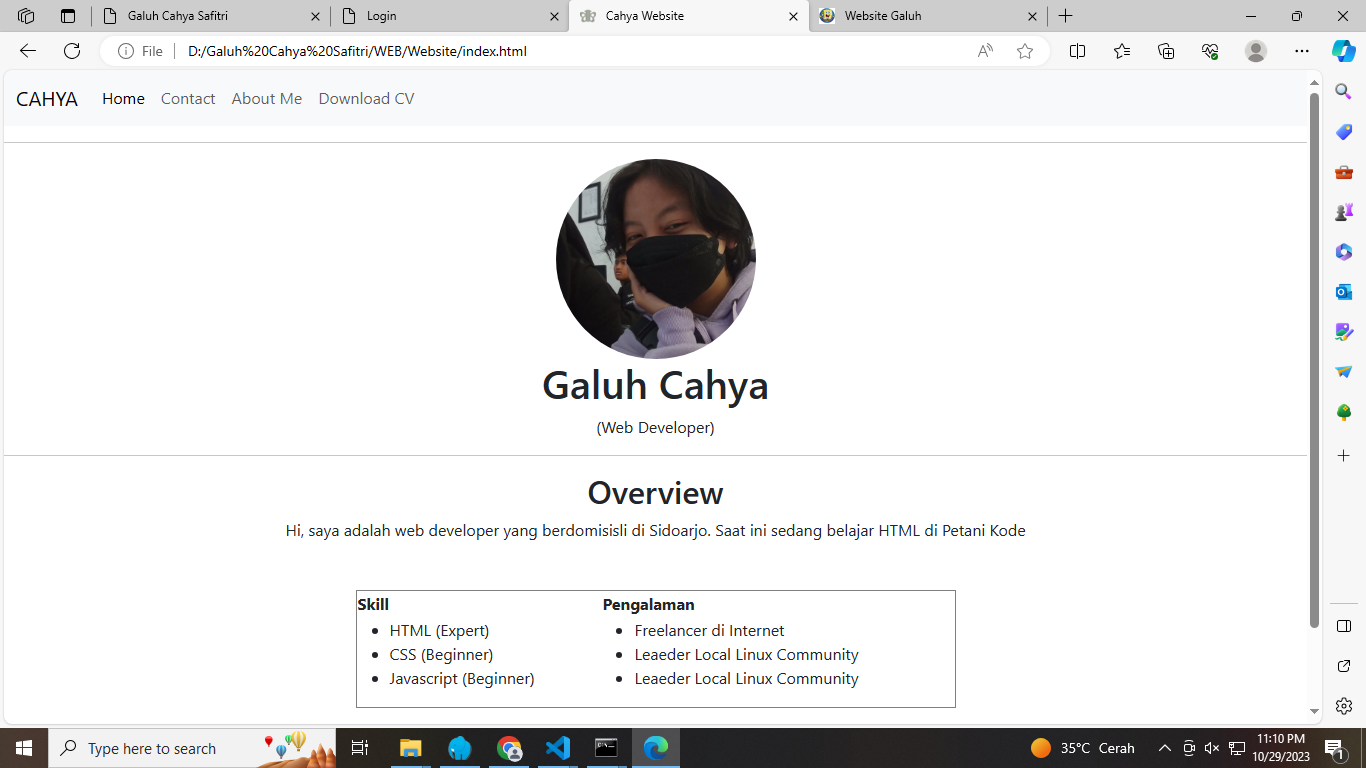 Galuh Cahya Safitri
Login
Cahya Website
Website Galuh
File
D:/Galuh%20Cahya%20Safitri/WEB/Website/index.html
CAHYA Home Contact About Me Download CV
Galuh Cahya
(Web Developer)
Overview
Hi, saya adalah web developer yang berdomisisli di Sidoarjo. Saat ini sedang belajar HTML di Petani Kode
Skill
HTML (Expert)
CSS (Beginner)
Javascript (Beginner)
Pengalaman
Freelancer di Internet
Leaeder Local Linux Community
Leaeder Local Linux Community
Type here to search
35°C Cerah
11:10 PM
10/29/2023
1